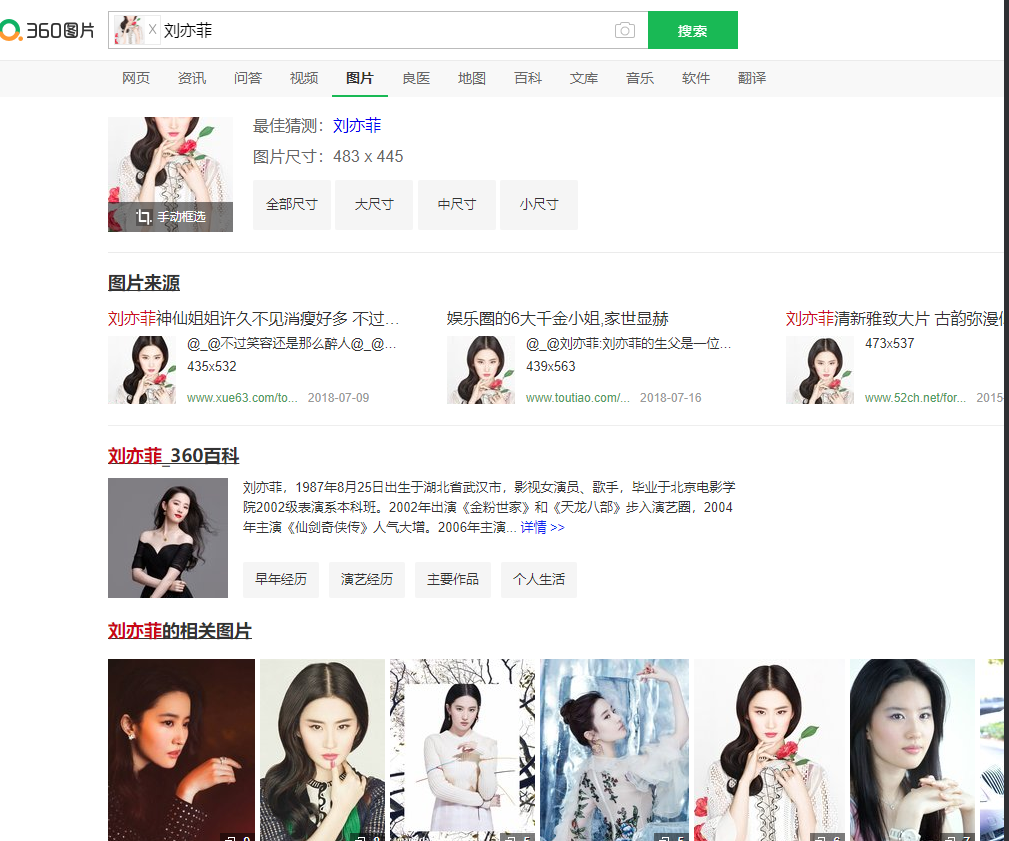 360图片
X 刘亦菲
搜索
网页 资讯 问答 视频 图片 良医 地图 百科 文库 音乐 软件 翻译
最佳猜测：刘亦菲
图片尺寸：483 x 445
手动框选
全部尺寸 大尺寸 中尺寸 小尺寸
图片来源
刘亦菲神仙姐姐许久不见消瘦好多 不过...
@_@不过笑容还是那么醉人@_@...
435x532
www.xue63.com/to... 2018-07-09
娱乐圈的6大千金小姐,家世显赫
@_@刘亦菲:刘亦菲的生父是一位...
439x563
www.toutiao.com/... 2018-07-16
刘亦菲清新雅致大片 古韵弥漫
473x537
www.52ch.net/for... 2015-
刘亦菲_360百科
刘亦菲，1987年8月25日出生于湖北省武汉市，影视女演员、歌手，毕业于北京电影学
院2002级表演系本科班。2002年出演《金粉世家》和《天龙八部》步入演艺圈，2004
年主演《仙剑奇侠传》人气大增。2006年主演... 详情 >>
早年经历 演艺经历 主要作品 个人生活
刘亦菲的相关图片